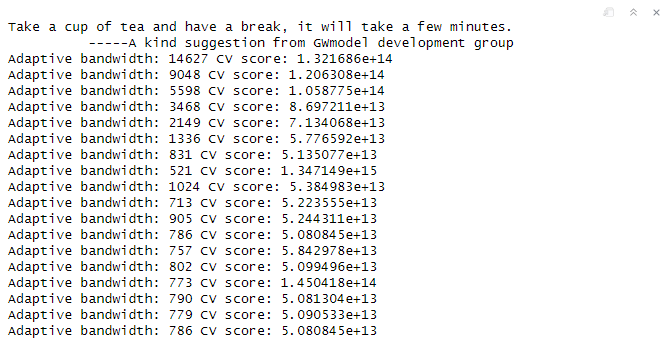 Take a cup of tea and have a break, it will take a few minutes.
-----A kind suggestion from GWmodel development group
Adaptive bandwidth: 14627 CV score: 1.321686e+14
Adaptive bandwidth: 9048 CV score: 1.206308e+14
Adaptive bandwidth: 5598 CV score: 1.058775e+14
Adaptive bandwidth: 3468 CV score: 8.697211e+13
Adaptive bandwidth: 2149 CV score: 7.134068e+13
Adaptive bandwidth: 1336 CV score: 5.776592e+13
Adaptive bandwidth: 831 CV score: 5.135077e+13
Adaptive bandwidth: 521 CV score: 1.347149e+15
Adaptive bandwidth: 1024 CV score: 5.384983e+13
Adaptive bandwidth: 713 CV score: 5.223555e+13
Adaptive bandwidth: 905 CV score: 5.244311e+13
Adaptive bandwidth: 786 CV score: 5.080845e+13
Adaptive bandwidth: 757 CV score: 5.842978e+13
Adaptive bandwidth: 802 CV score: 5.099496e+13
Adaptive bandwidth: 773 CV score: 1.450418e+14
Adaptive bandwidth: 790 CV score: 5.081304e+13
Adaptive bandwidth: 779 CV score: 5.090533e+13
Adaptive bandwidth: 786 CV score: 5.080845e+13